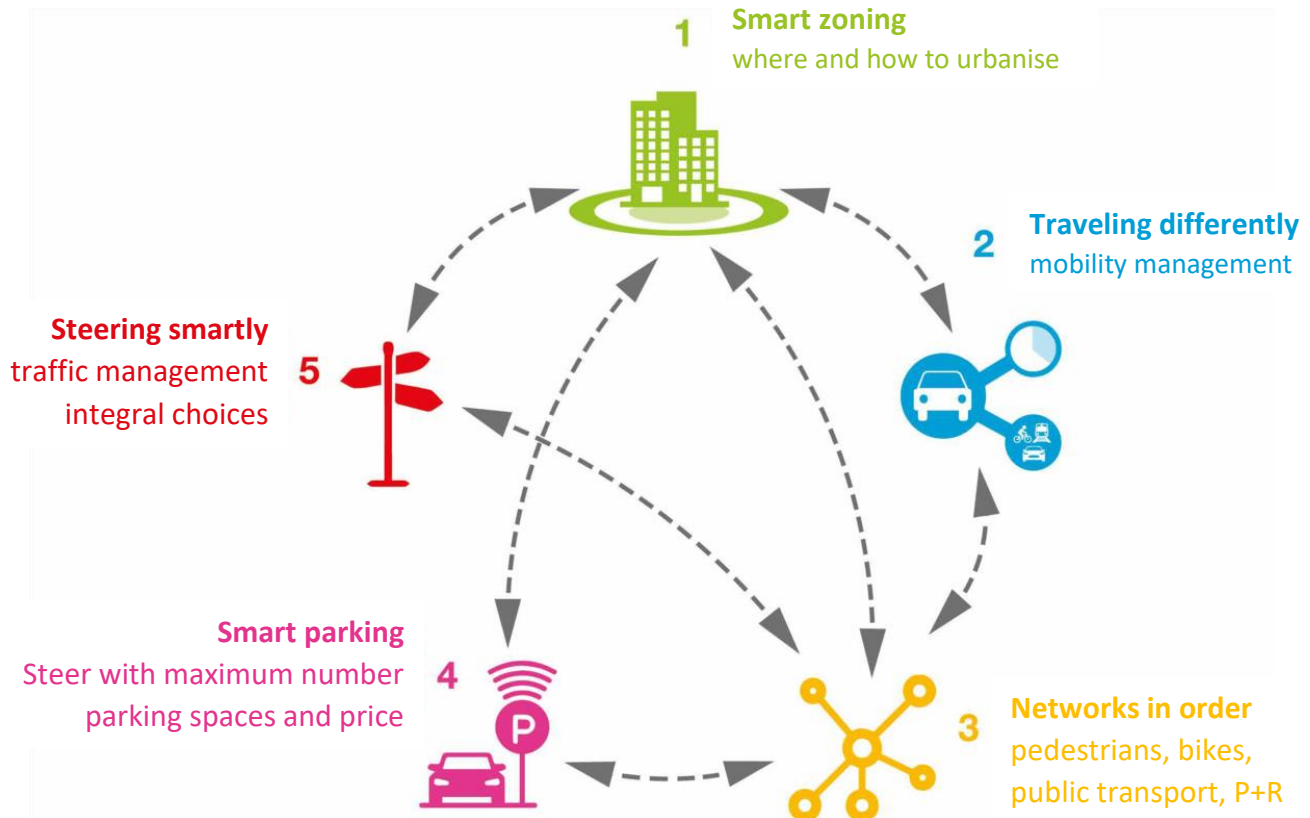 1
Smart zoning
where and how to urbanise
2
Traveling differently
mobility management
Steering smartly
traffic management
integral choices
5
Smart parking
Steer with maximum number
parking spaces and price
4
P
3
Networks in order
pedestrians, bikes,
public transport, P+R